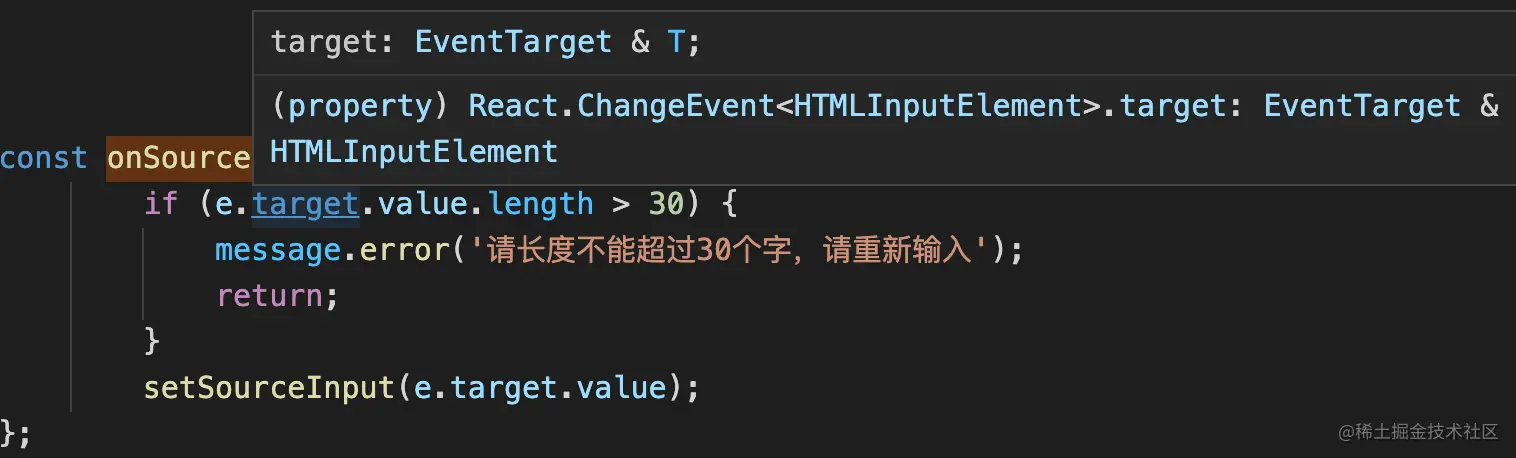 target: EventTarget & T;
(property) React.ChangeEvent<HTMLInputElement>.target: EventTarget &
HTMLInputElement
const onSource
if (e.target.value.length > 30) {
message.error('请长度不能超过30个字，请重新输入');
return;
}
setSourceInput(e.target.value);
};
@稀土掘金技术社区